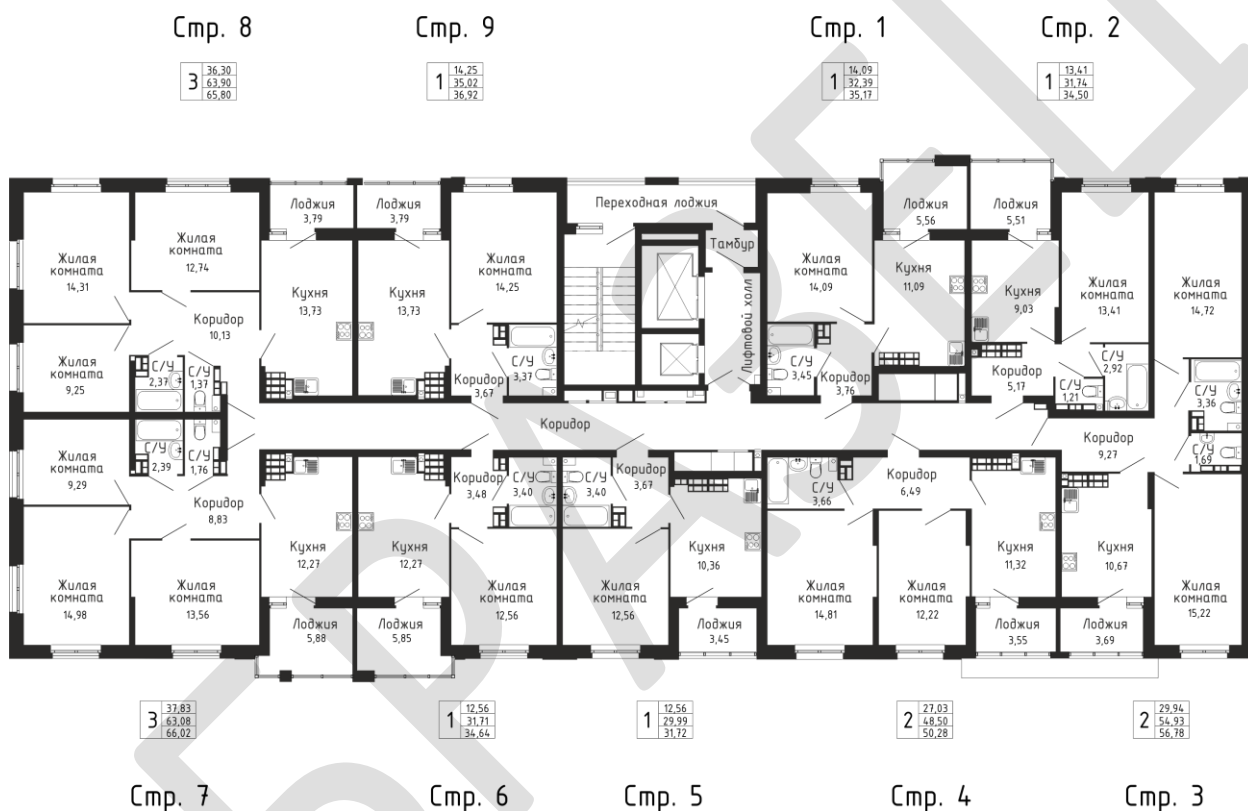 Стр. 8
Стр. 9
Стр. 1
Стр. 2
3
36,30
63,90
65,80
1
14,25
35,02
36,92
1
14,09
32,39
35,17
1
13,41
31,74
34,50
Жилая
комната
14,31
Жилая
комната
12,74
Лоджия
3,79
Лоджия
3,79
Жилая
комната
14,25
Переходная лоджия
Тамбур
Лифтовой холл
Жилая
комната
14,09
Лоджия
5,56
Лоджия
5,51
Кухня
11,09
Кухня
9,03
Жилая
комната
13,41
Жилая
комната
14,72
Кухня
13,73
Кухня
13,73
Коридор
10,13
Жилая
комната
9,25
С/У
2,37
С/У
1,37
Коридор
3,67
С/У
3,37
С/У
3,45
Коридор
3,76
Коридор
5,17
С/У
1,21
С/У
2,92
С/У
3,36
Коридор
Коридор
9,27
С/У
1,69
Жилая
комната
9,29
С/У
2,39
С/У
1,76
Коридор
8,83
Коридор
3,48
С/У
3,40
С/У
3,40
Коридор
3,67
С/У
3,66
Коридор
6,49
Кухня
12,27
Кухня
12,27
Кухня
10,36
Кухня
11,32
Кухня
10,67
Жилая
комната
14,98
Жилая
комната
13,56
Жилая
комната
12,56
Жилая
комната
12,56
Жилая
комната
14,81
Жилая
комната
12,22
Жилая
комната
15,22
Лоджия
5,88
Лоджия
5,85
Лоджия
3,45
Лоджия
3,55
Лоджия
3,69
3
37,83
63,08
66,02
1
12,56
31,71
34,64
1
12,56
29,99
31,72
2
27,03
48,50
50,28
2
29,94
54,93
56,78
Стр. 7
Стр. 6
Стр. 5
Стр. 4
Стр. 3